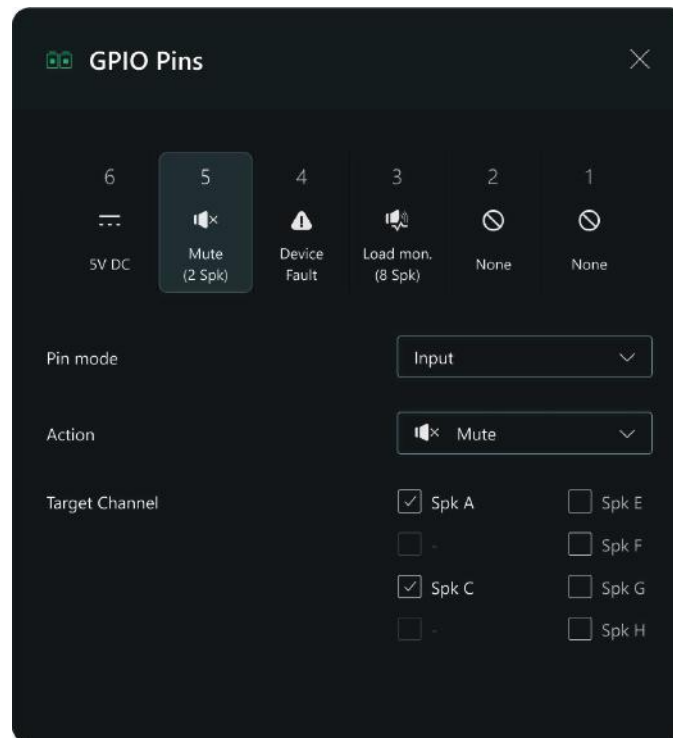 GPIO Pins
6 5 4 3 2 1
5V DC
Mute
(2 Spk)
Device
Fault
Load mon.
(8 Spk)
None
None
Pin mode
Input
Action
Mute
Target Channel
Spk A
Spk E
-
Spk F
Spk C
Spk G
-
Spk H